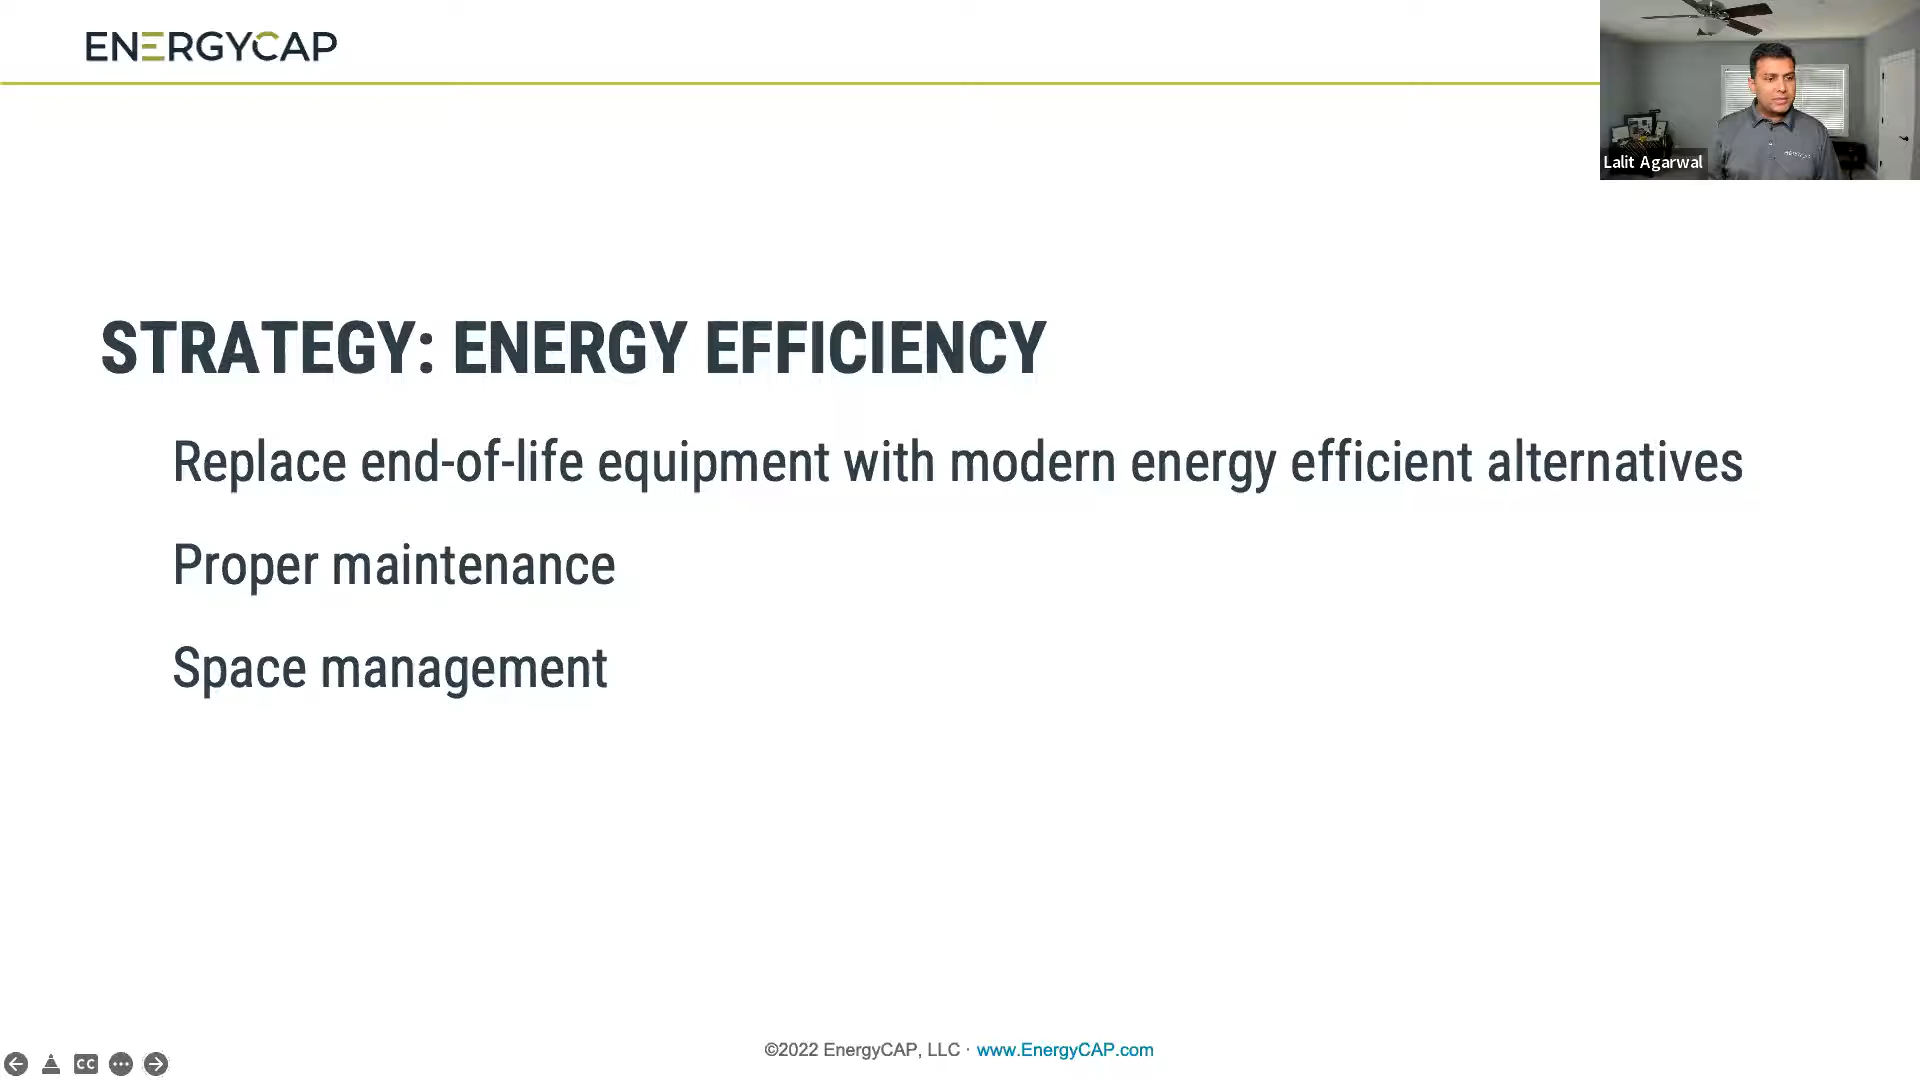 ENERGYCAP
Lalit Agarwal
STRATEGY: ENERGY EFFICIENCY
Replace end-of-life equipment with modern energy efficient alternatives
Proper maintenance
Space management
©2022 EnergyCAP, LLC · www.EnergyCAP.com
CC